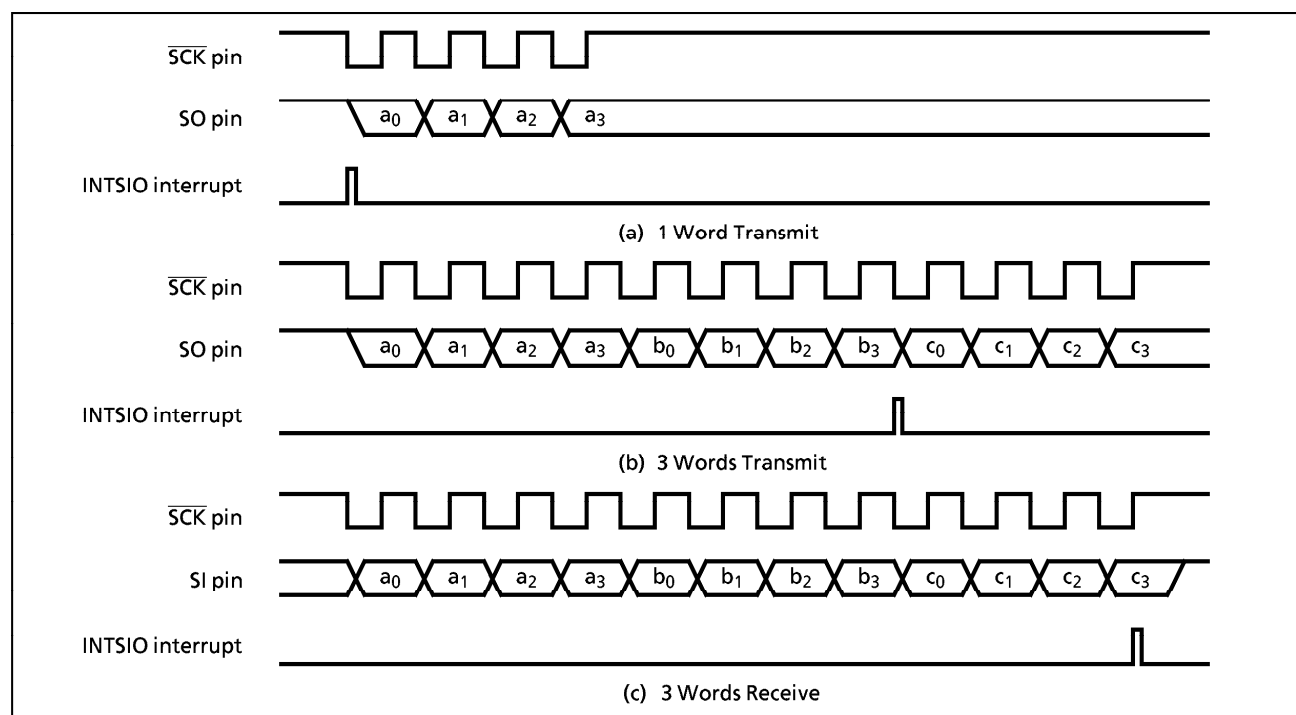 SCK pin
SO pin a0 a1 a2 a3
INTSIO interrupt
(a) 1 Word Transmit
SCK pin
SO pin a0 a1 a2 a3 b0 b1 b2 b3 c0 c1 c2 c3
INTSIO interrupt
(b) 3 Words Transmit
SCK pin
SI pin a0 a1 a2 a3 b0 b1 b2 b3 c0 c1 c2 c3
INTSIO interrupt
(c) 3 Words Receive